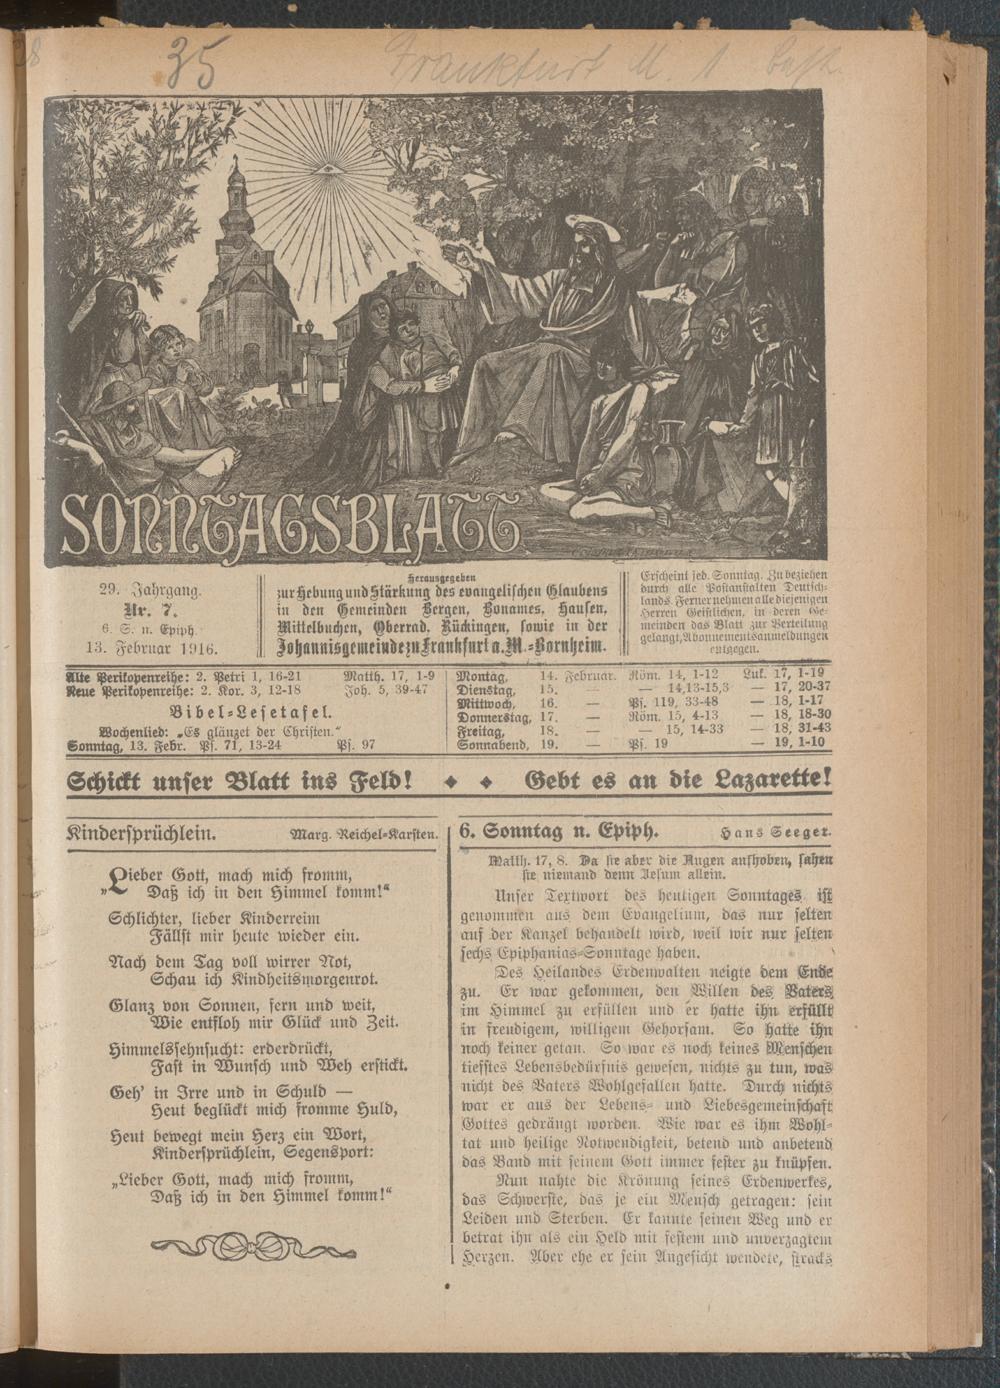 35 Frankfurt M. 1
SONNTAGSBLATT
29. Jahrgang.
Nr. 7.
6. S. n. Epiph.
13. Februar 1916.
Herausgegeben
zur Hebung und Stärkung des evangelischen Glaubens
in den Gemeinden Bergen, Bonames, Hausen,
Mittelbuchen, Oberrad, Rückingen, sowie in der
Johannisgemeinde zu Frankfurt a. M.-Bornheim.
Erscheint jed. Sonntag. Zu beziehen
durch alle Postanstalten Deutsch-
lands. Ferner nehmen alle diejenigen
Herren Geistlichen, in deren Ge-
meinden das Blatt zur Verteilung
gelangt, Abonnementsanmeldungen
entgegen.
Alte Perikopenreihe: 2. Petri 1, 16-21 Matth. 17, 1-9
Neue Perikopenreihe: 2. Kor. 3, 12-18 Joh. 5, 39-47
Bibel-Lesetafel.
Wochenlied: „Es glänzet der Christen.“
Sonntag, 13. Febr. Ps. 71, 13-24 Ps. 97
Montag, 14. Februar. Röm. 14, 1-12 Luk. 17, 1-19
Dienstag, 15. — — 14,13-15,3 — 17, 20-37
Mittwoch, 16. — Ps. 119, 33-48 — 18, 1-17
Donnerstag, 17. — Röm. 15, 4-13 — 18, 18-30
Freitag, 18. — — 15, 14-33 — 18, 31-43
Sonnabend, 19. — Ps. 19 — 19, 1-10
Schickt unser Blatt ins Feld! ◆ ◆ Gebt es an die Lazarette!
Kindersprüchlein. Marg. Reichel-Karsten.
„Lieber Gott, mach mich fromm,
Daß ich in den Himmel komm!“
Schlichter, lieber Kinderreim
Fällst mir heute wieder ein.
Nach dem Tag voll wirrer Not,
Schau ich Kindheitsmorgenrot.
Glanz von Sonnen, fern und weit,
Wie entfloh mir Glück und Zeit.
Himmelssehnsucht: erderdrückt,
Fast in Wunsch und Weh erstickt.
Geh' in Irre und in Schuld —
Heut beglückt mich fromme Huld,
Heut bewegt mein Herz ein Wort,
Kindersprüchlein, Segensport:
„Lieber Gott, mach mich fromm,
Daß ich in den Himmel komm!“
6. Sonntag n. Epiph. Hans Seeger.
Matth. 17, 8. Da sie aber die Augen aufhoben, sahen
sie niemand denn Jesum allein.
Unser Textwort des heutigen Sonntages ist
genommen aus dem Evangelium, das nur selten
auf der Kanzel behandelt wird, weil wir nur selten
sechs Epiphanias-Sonntage haben.
Des Heilandes Erdenwalten neigte dem Ende
zu. Er war gekommen, den Willen des Vaters
im Himmel zu erfüllen und er hatte ihn erfüllt
in freudigem, willigem Gehorsam. So hatte ihn
noch keiner getan. So war es noch keines Menschen
tiefstes Lebensbedürfnis gewesen, nichts zu tun, was
nicht des Vaters Wohlgefallen hatte. Durch nichts
war er aus der Lebens- und Liebesgemeinschaft
Gottes gedrängt worden. Wie war es ihm Wohl-
tat und heilige Notwendigkeit, betend und anbetend
das Band mit seinem Gott immer fester zu knüpfen.
Nun nahte die Krönung seines Erdenwerkes,
das Schwerste, das je ein Mensch getragen: sein
Leiden und Sterben. Er kannte seinen Weg und er
betrat ihn als ein Held mit festem und unverzagtem
Herzen. Aber ehe er sein Angesicht wendete, stracks